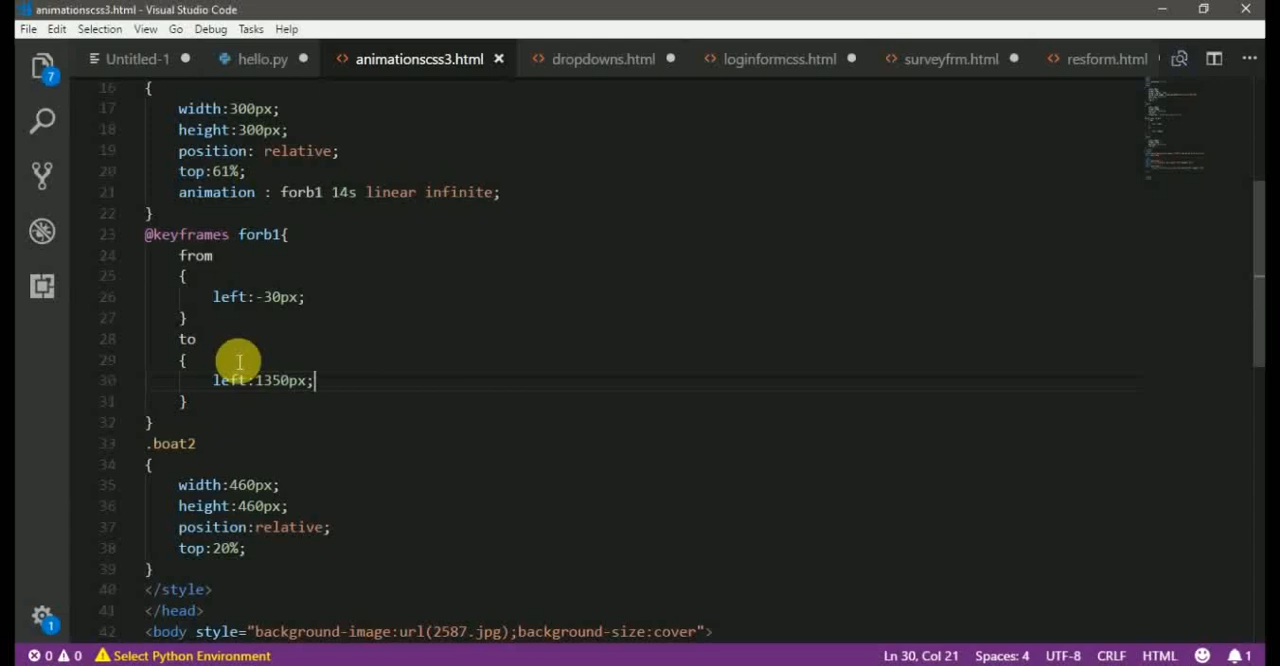 animationscss3.html - Visual Studio Code
File Edit Selection View Go Debug Tasks Help
Untitled-1 hello.py animationscss3.html dropdowns.html loginformcss.html surveyfrm.html resform.html
7
16 {
17 width:300px;
18 height:300px;
19 position: relative;
20 top:61%;
21 animation : forb1 14s linear infinite;
22 }
23 @keyframes forb1{
24 from
25 {
26 left:-30px;
27 }
28 to
29 {
30 left:1350px;
31 }
32 }
33 .boat2
34 {
35 width:460px;
36 height:460px;
37 position:relative;
38 top:20%;
39 }
40 </style>
41 </head>
42 <body style="background-image:url(2587.jpg);background-size:cover">
1
0 0 Select Python Environment Ln 30, Col 21 Spaces: 4 UTF-8 CRLF HTML 1